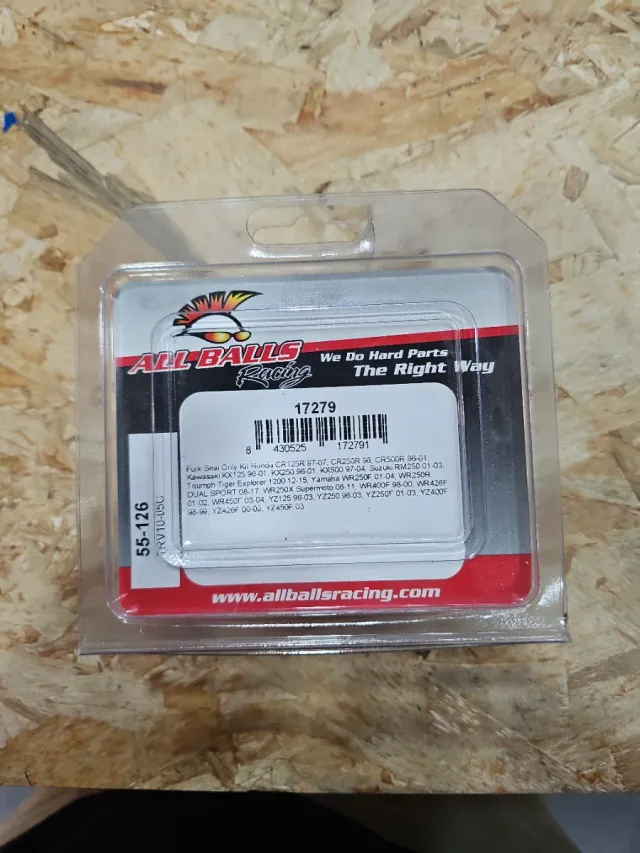 ALL BALLS
Racing
We Do Hard Parts
The Right Way
17279
8 430525 172791
Fork Seal Only Kit Honda CR125R 97-07, CR250R 96, CR500R 96-01,
Kawasaki KX125 96-01, KX250 96-01, KX500 97-04, Suzuki RM250 01-03,
Triumph Tiger Explorer 1200 12-15, Yamaha WR250F 01-04, WR250R
DUAL SPORT 08-17, WR250X Supermoto 08-11, WR400F 98-00, WR426F
01-02, WR450F 03-04, YZ125 96-03, YZ250 96-03, YZ250F 01-03, YZ400F
98-99, YZ426F 00-02, YZ450F 03
55-126
www.allballsracing.com